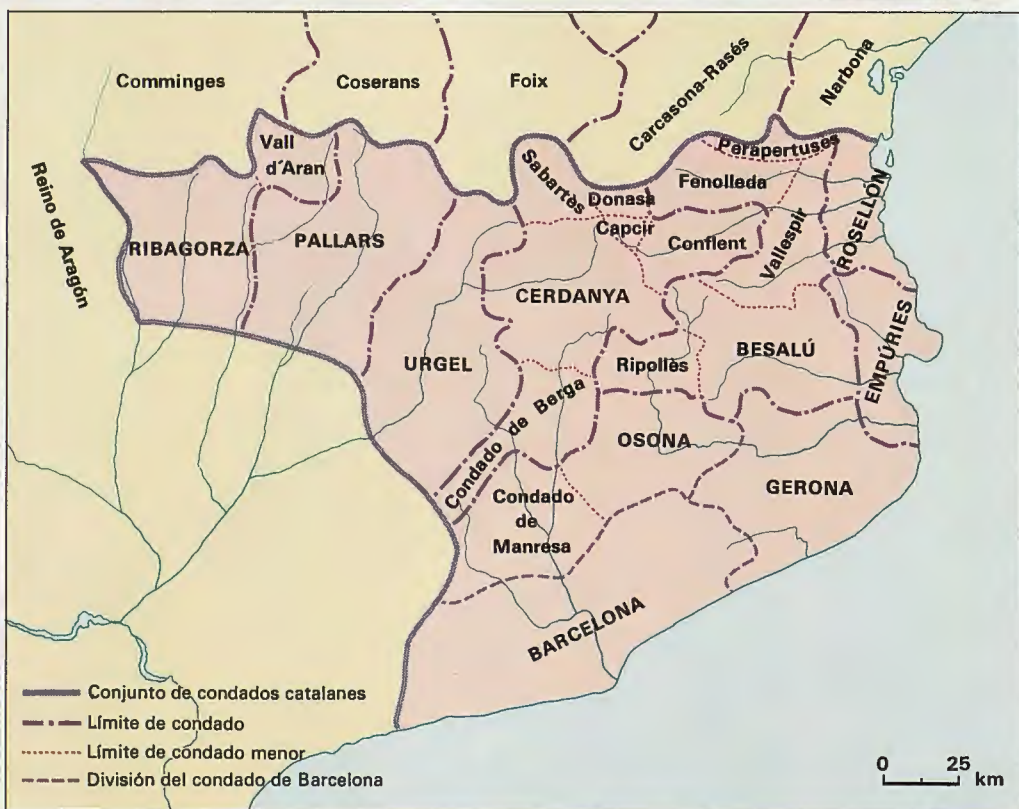 Comminges
Coserans
Foix
Carcasona-Rasés
Narbona
Reino de Aragón
Vall
d'Aran
Sabartès
Donasà
Capcir
Perapertusès
Fenolleda
Conflent
Vallespir
ROSELLÓN
RIBAGORZA
PALLARS
CERDANYA
URGEL
Ripollès
BESALÚ
EMPÚRIES
Condado de Berga
OSONA
GERONA
Condado
de
Manresa
BARCELONA
Conjunto de condados catalanes
Límite de condado
Límite de condado menor
División del condado de Barcelona
0 25
km